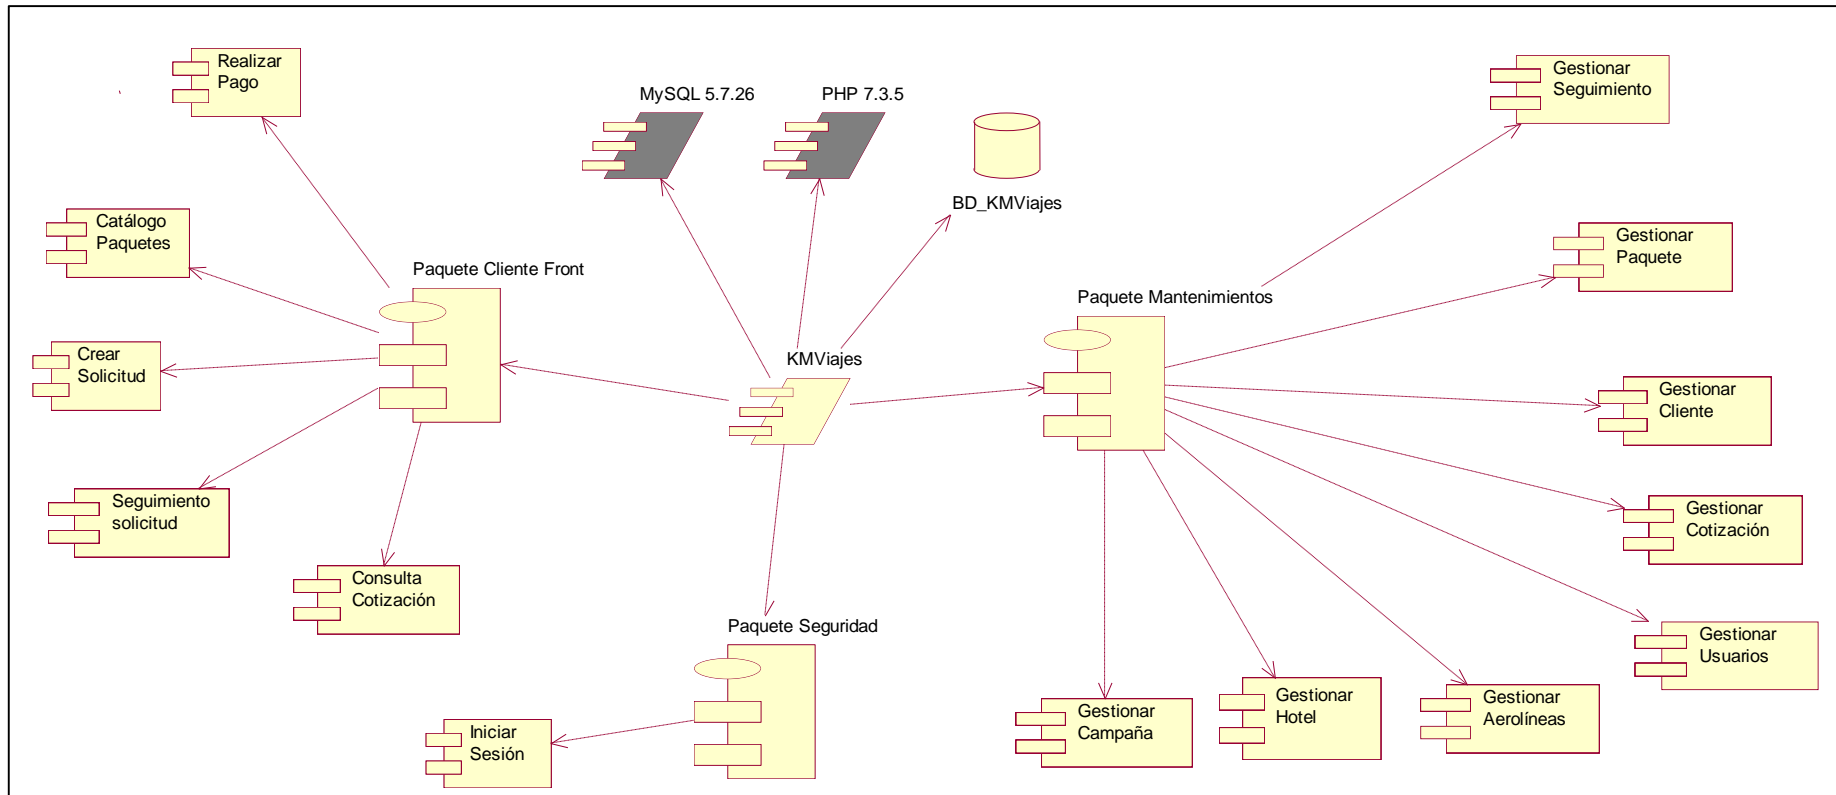 Realizar
Pago
MySQL 5.7.26
PHP 7.3.5
Gestionar
Seguimiento
BD_KMViajes
Catálogo
Paquetes
Gestionar
Paquete
Paquete Cliente Front
Paquete Mantenimientos
Crear
Solicitud
KMViajes
Gestionar
Cliente
Seguimiento
solicitud
Gestionar
Cotización
Consulta
Cotización
Paquete Seguridad
Gestionar
Usuarios
Iniciar
Sesión
Gestionar
Campaña
Gestionar
Hotel
Gestionar
Aerolíneas